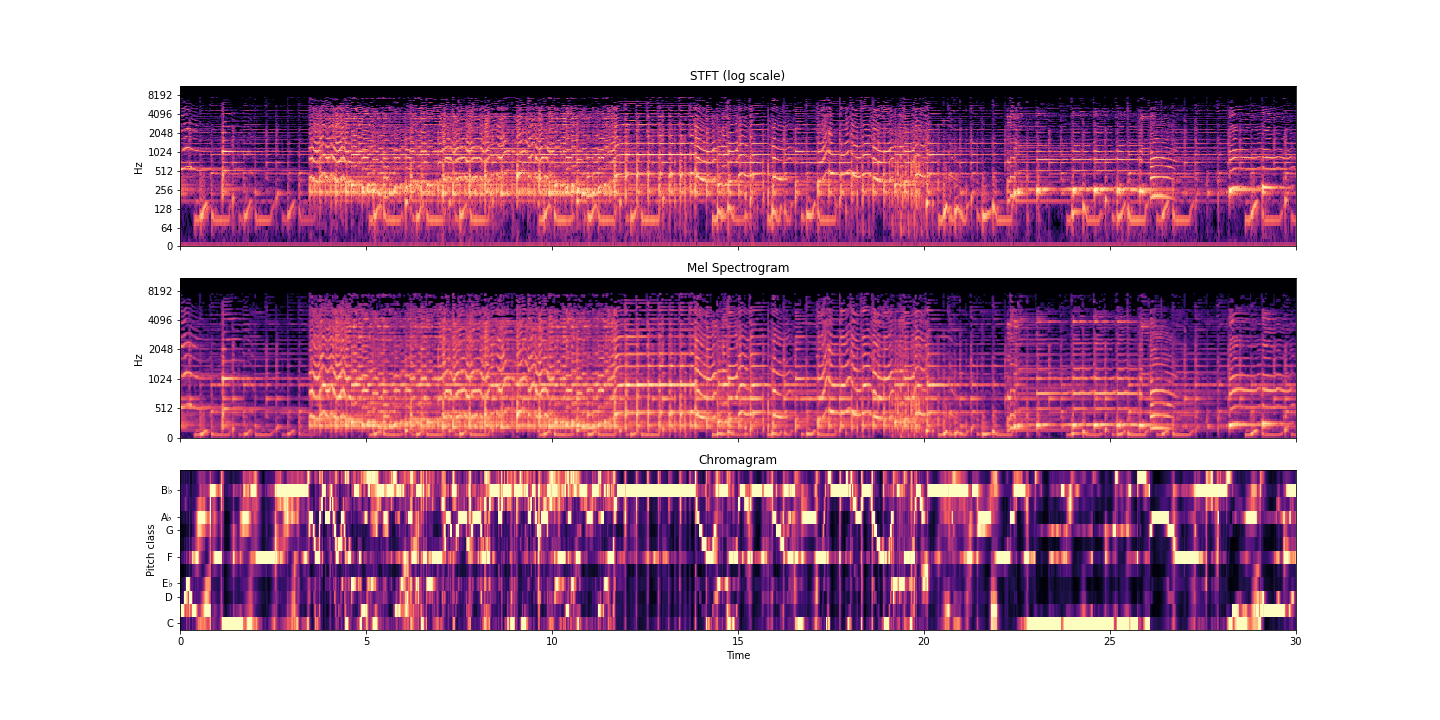 STFT (log scale)
8192
4096
2048
1024
512
256
128
64
0
Hz
Mel Spectrogram
8192
4096
2048
1024
512
0
Hz
Chromagram
B♭
A♭
G
F
E♭
D
C
Pitch class
0 5 10 15 20 25 30
Time